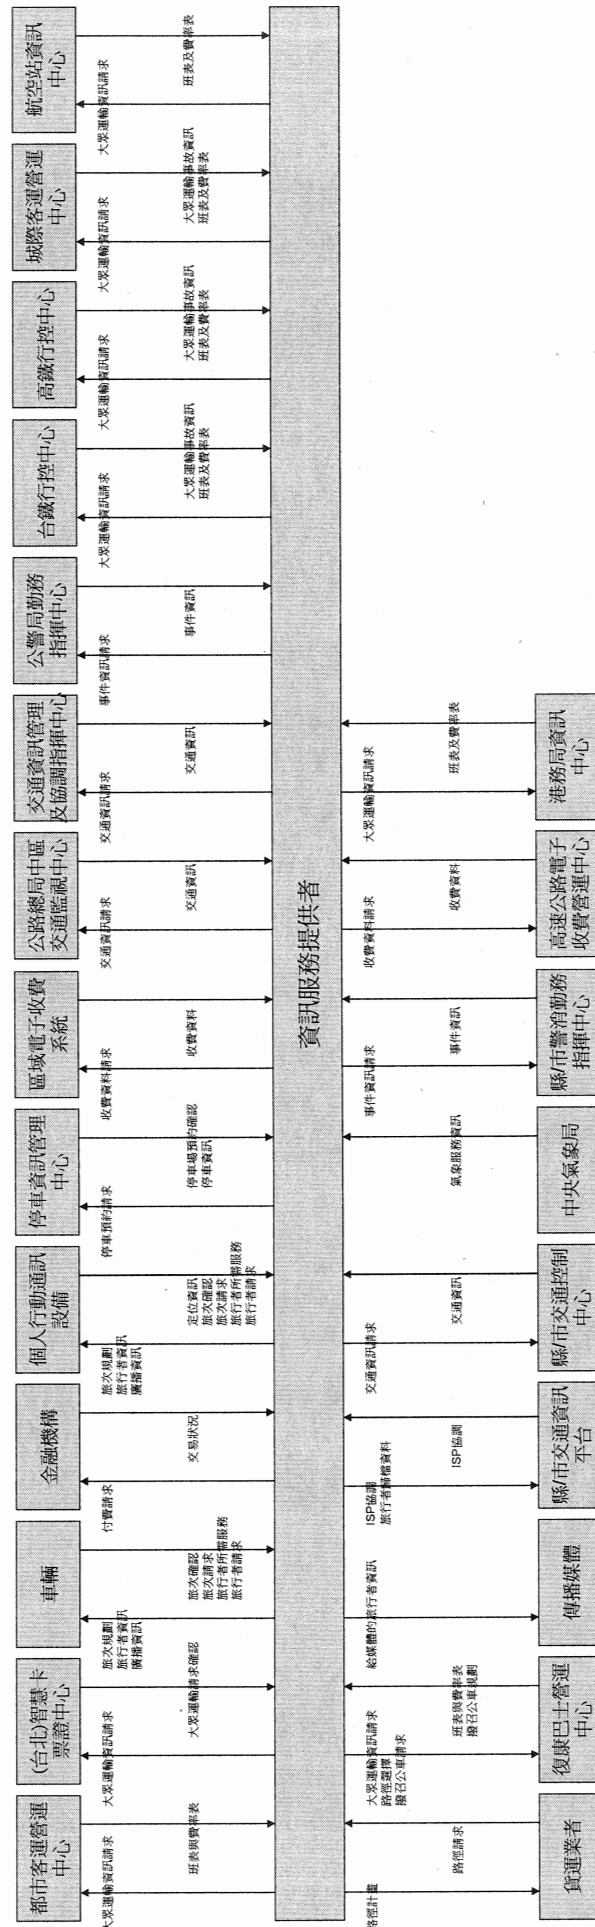 都市客運營運
中心
大眾運輸資訊請求
班表與費率表
(台北)智慧卡
票證中心
大眾運輸資訊請求
大眾運輸請求確認
車輛
旅次規劃
旅行者資訊
廣播資訊
旅次確認
旅次請求
旅行者所需服務
旅行者請求
金融機構
付費請求
交易狀況
個人行動通訊
設備
旅次規劃
旅行者資訊
廣播資訊
定位資訊
旅次確認
旅次請求
旅行者所需服務
旅行者請求
停車資訊管理
中心
停車預約請求
停車場預約確認
停車資訊
區域電子收費
系統
收費資料請求
收費資料
公路總局中區
交通監視中心
交通資訊請求
交通資訊
交通資訊管理
及協調指揮中心
交通資訊請求
交通資訊
公警局勤務
指揮中心
事件資訊請求
事件資訊
台鐵行控中心
大眾運輸資訊請求
大眾運輸事故資訊
班表及費率表
高鐵行控中心
大眾運輸資訊請求
大眾運輸事故資訊
班表及費率表
城際客運營運
中心
大眾運輸資訊請求
大眾運輸事故資訊
班表及費率表
航空站資訊
中心
大眾運輸資訊請求
班表及費率表
資訊服務提供者
路徑計畫
路徑請求
貨運業者
大眾運輸資訊請求
路徑選擇
撥召公車請求
班表與費率表
撥召公車規劃
復康巴士營運
中心
給媒體的旅行者資訊
傳播媒體
ISP協調
旅行者歸檔資料
ISP協調
縣/市交通資訊
平台
交通資訊請求
交通資訊
縣/市交通控制
中心
氣象服務資訊
中央氣象局
事件資訊請求
事件資訊
縣/市警消勤務
指揮中心
收費資料請求
收費資料
高速公路電子
收費營運中心
大眾運輸資訊請求
班表及費率表
港務局資訊
中心